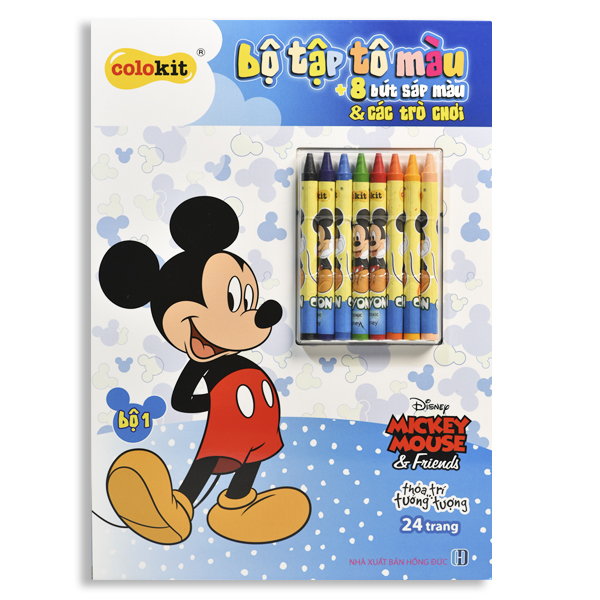 colokit ®
bộ tập tô màu
+ 8 bút sáp màu
& các trò chơi
bộ 1
Disney
MICKEY
MOUSE
& Friends
thỏa trí
tưởng tượng
24 trang
NHÀ XUẤT BẢN HỒNG ĐỨC